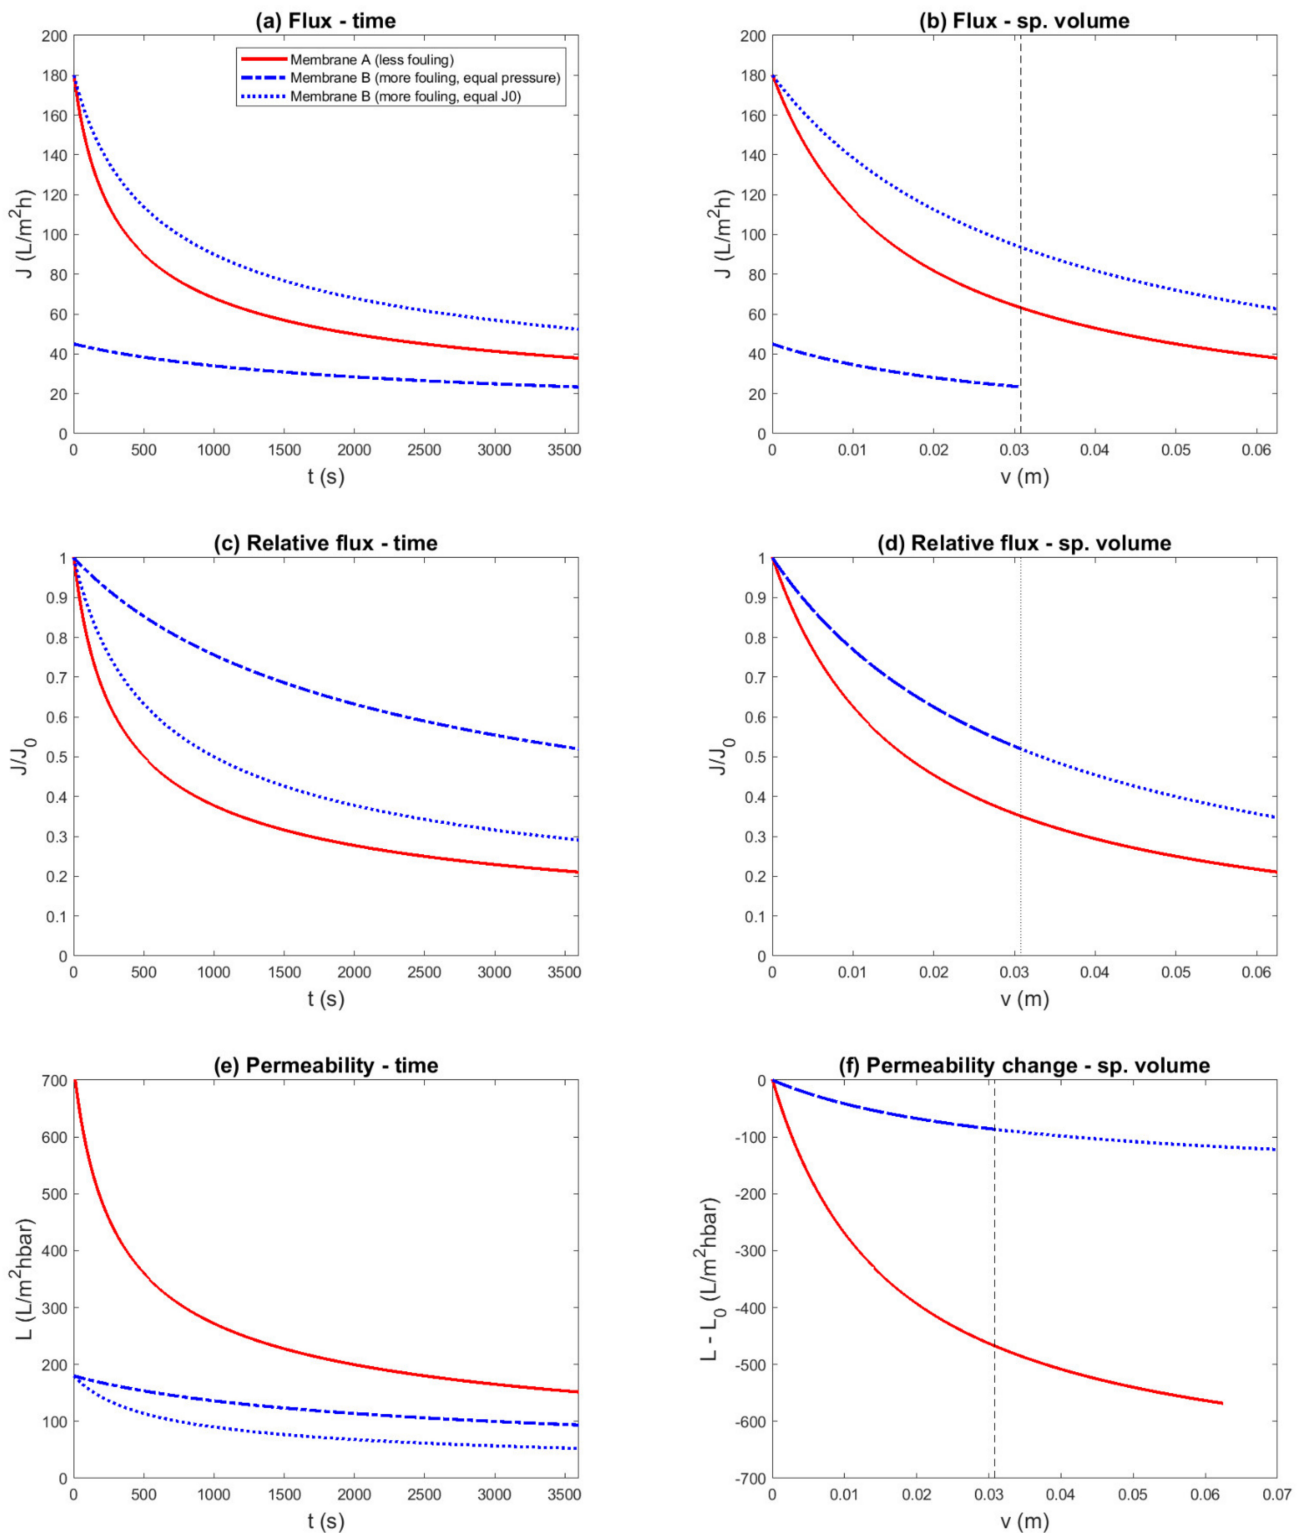 (a) Flux - time
200
180
160
140
120
100
80
60
40
20
0
J (L/m²h)
0 500 1000 1500 2000 2500 3000 3500
t (s)
Membrane A (less fouling)
Membrane B (more fouling, equal pressure)
Membrane B (more fouling, equal J0)
(b) Flux - sp. volume
200
180
160
140
120
100
80
60
40
20
0
J (L/m²h)
0 0.01 0.02 0.03 0.04 0.05 0.06
v (m)
(c) Relative flux - time
1
0.9
0.8
0.7
0.6
0.5
0.4
0.3
0.2
0.1
0
J/J₀
0 500 1000 1500 2000 2500 3000 3500
t (s)
(d) Relative flux - sp. volume
1
0.9
0.8
0.7
0.6
0.5
0.4
0.3
0.2
0.1
0
J/J₀
0 0.01 0.02 0.03 0.04 0.05 0.06
v (m)
(e) Permeability - time
700
600
500
400
300
200
100
0
L (L/m²hbar)
0 500 1000 1500 2000 2500 3000 3500
t (s)
(f) Permeability change - sp. volume
0
-100
-200
-300
-400
-500
-600
-700
L - L₀ (L/m²hbar)
0 0.01 0.02 0.03 0.04 0.05 0.06 0.07
v (m)